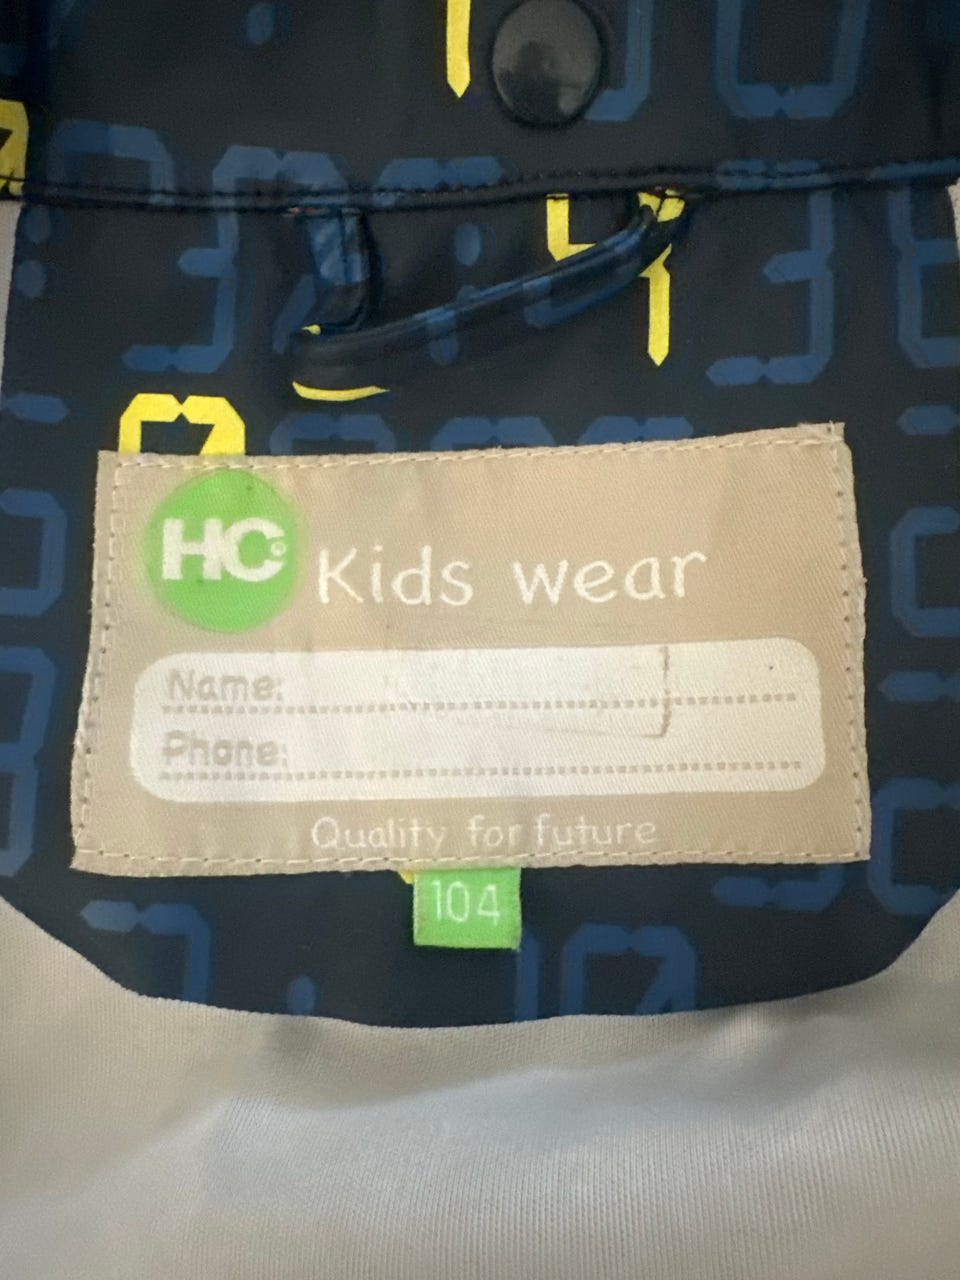 HC
Kids wear
Name:
Phone:
Quality for future
104